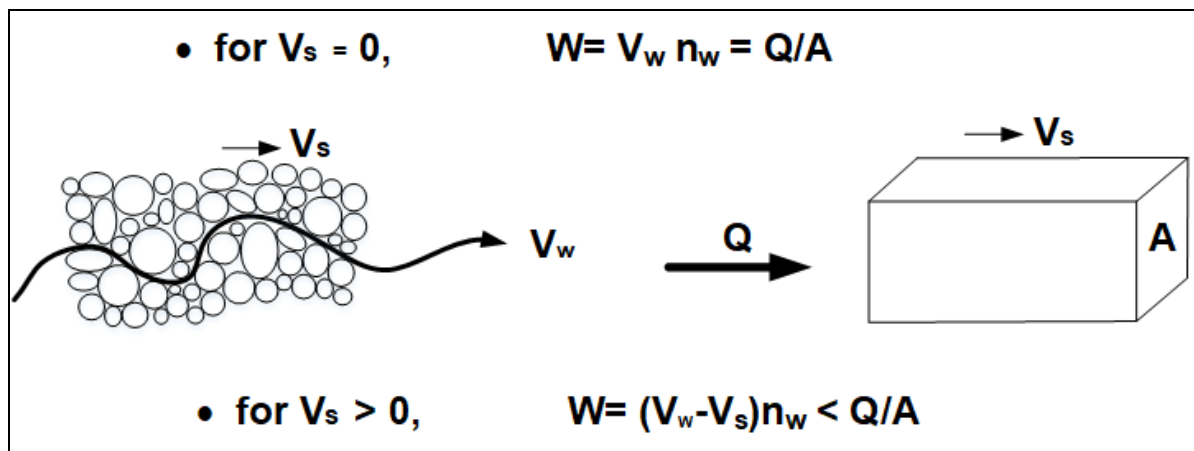 • for Vs = 0, W= Vw nw = Q/A
Vs
Vs
Vw
Q
A
• for Vs > 0, W= (Vw-Vs)nw < Q/A